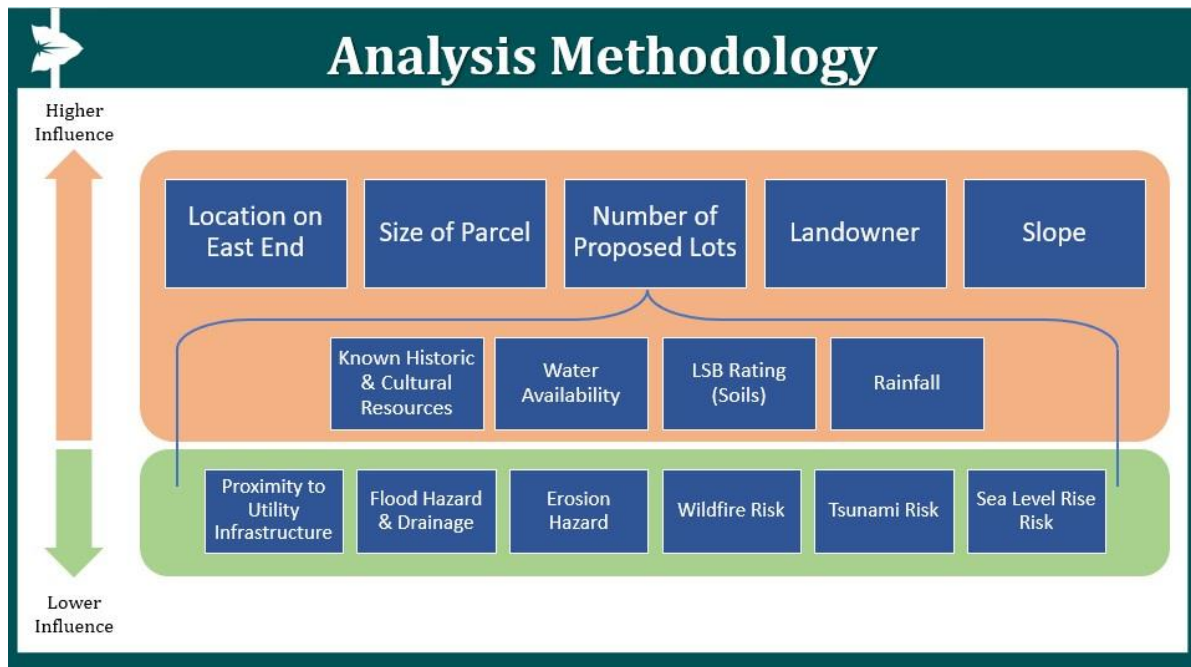 Analysis Methodology
Higher
Influence
Location on
East End
Size of Parcel
Number of
Proposed Lots
Landowner
Slope
Known Historic
& Cultural
Resources
Water
Availability
LSB Rating
(Soils)
Rainfall
Proximity to
Utility
Infrastructure
Flood Hazard
& Drainage
Erosion
Hazard
Wildfire Risk
Tsunami Risk
Sea Level Rise
Risk
Lower
Influence